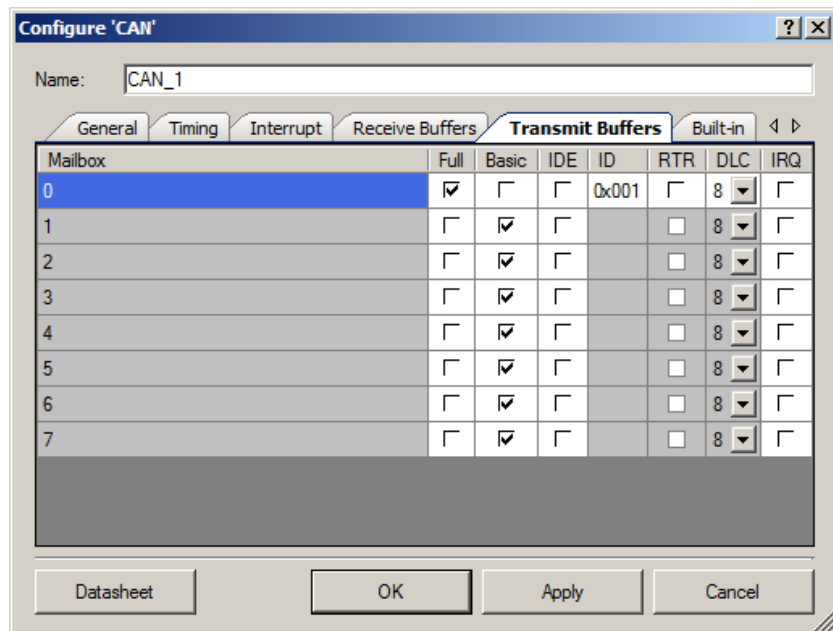 Configure 'CAN'
Name: CAN_1
General Timing Interrupt Receive Buffers Transmit Buffers Built-in
Mailbox Full Basic IDE ID RTR DLC IRQ
0 0x001 8
1 8
2 8
3 8
4 8
5 8
6 8
7 8
Datasheet OK Apply Cancel